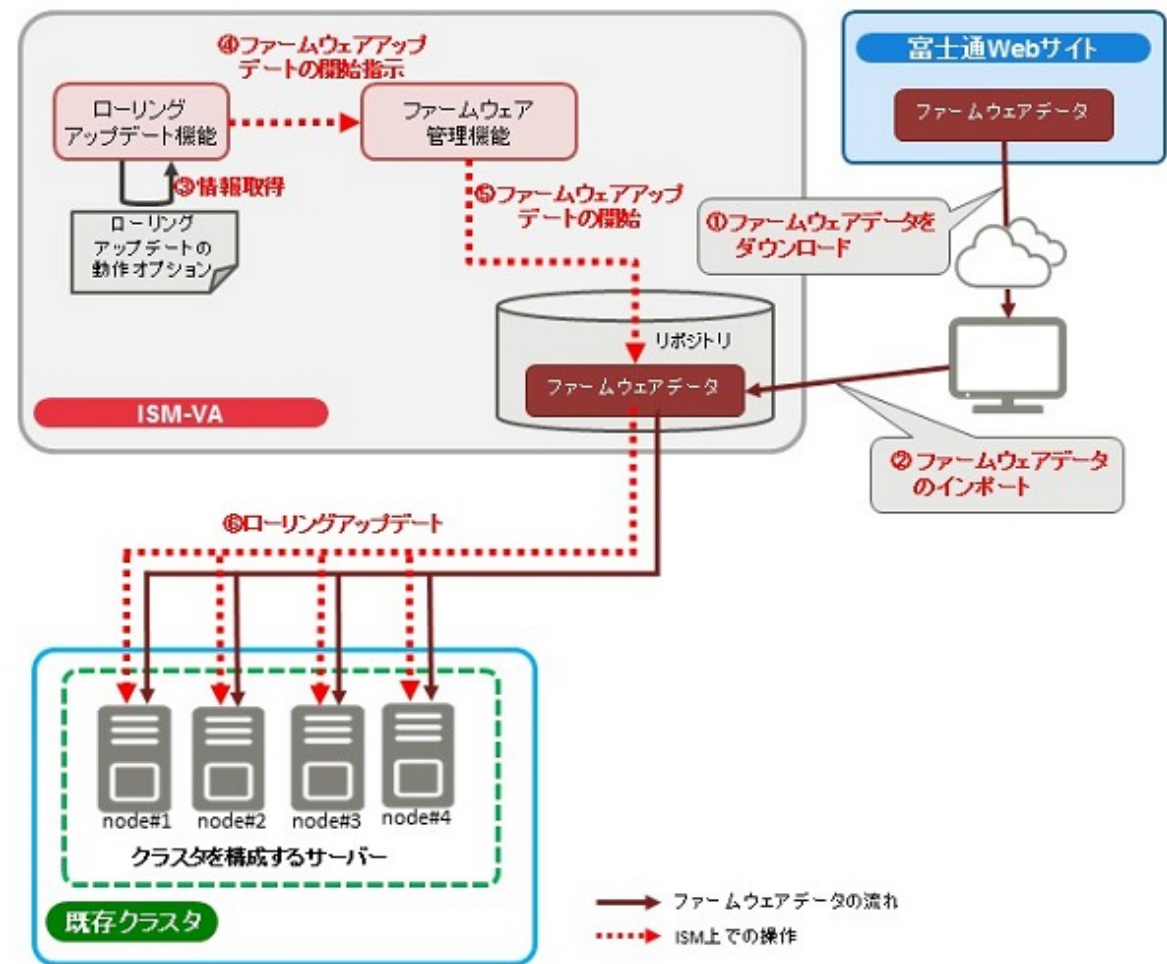 ④ファームウェアアップ
デートの開始指示
富士通Webサイト
ファームウェアデータ
ローリング
アップデート機能
ファームウェア
管理機能
③情報取得
⑤ファームウェアアップ
デートの開始
①ファームウェアデータを
ダウンロード
ローリング
アップデートの
動作オプション
リポジトリ
ファームウェアデータ
ISM-VA
②ファームウェアデータ
のインポート
⑥ローリングアップデート
node#1
node#2
node#3
node#4
クラスタを構成するサーバー
既存クラスタ
ファームウェアデータの流れ
ISM上での操作